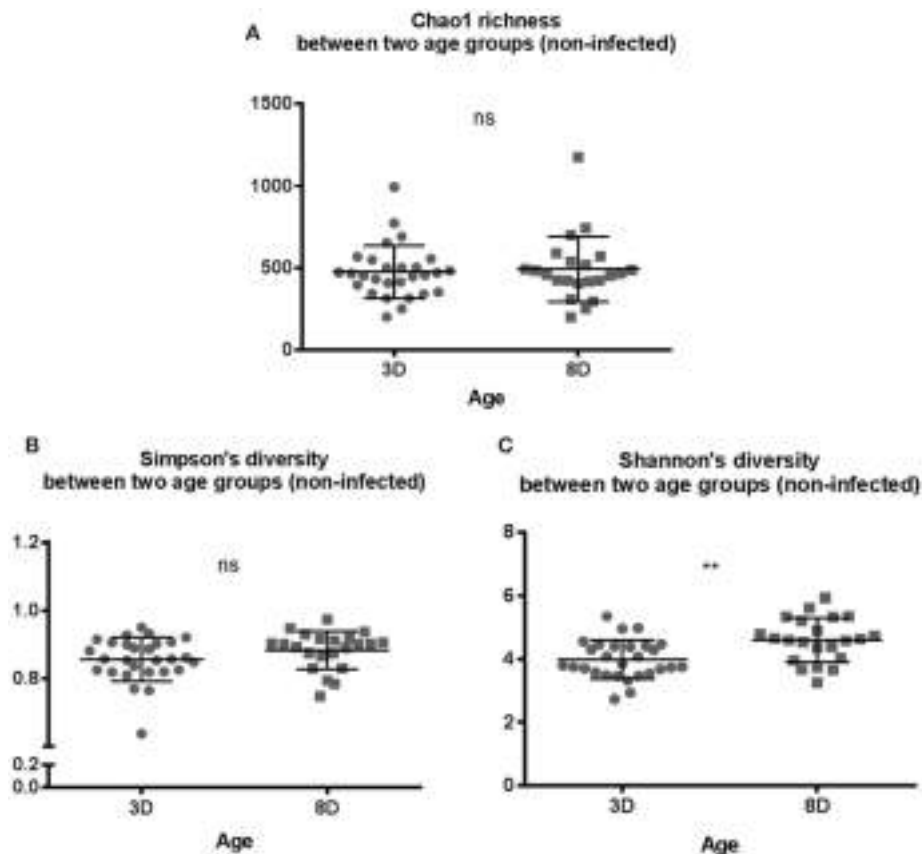 A
Chao1 richness
between two age groups (non-infected)
1500
1000
500
0
ns
3D
8D
Age
B
Simpson's diversity
between two age groups (non-infected)
1.2
1.0
0.8
0.2
0.0
ns
3D
8D
Age
C
Shannon's diversity
between two age groups (non-infected)
8
6
4
2
0
**
3D
8D
Age